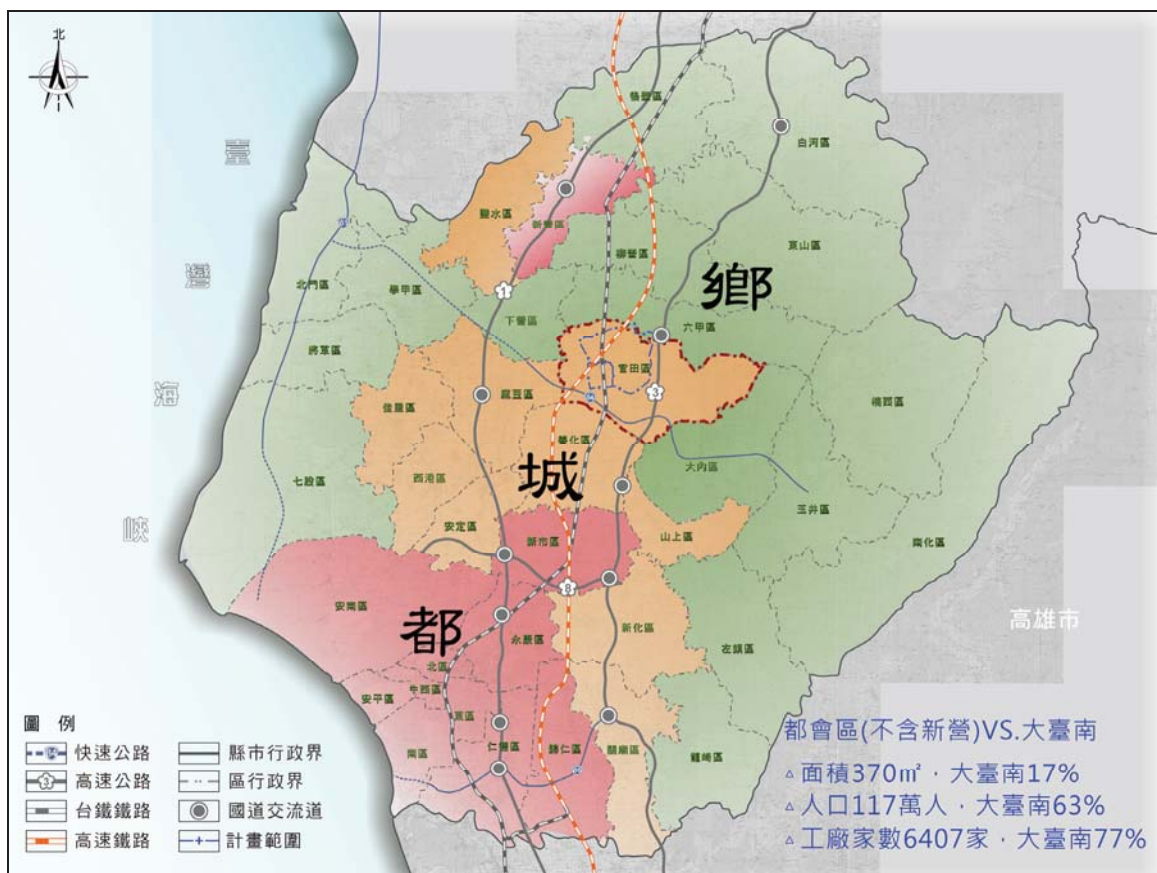 北
臺
灣
海
峽
後壁區
白河區
鹽水區
新營區
柳營區
東山區
鄉
北門區
學甲區
下營區
六甲區
將軍區
官田區
佳里區
麻豆區
楠西區
善化區
城
大內區
七股區
西港區
玉井區
安定區
新市區
山上區
南化區
安南區
都
永康區
新化區
左鎮區
高雄市
北區
安平區
中西區
東區
南區
仁德區
歸仁區
關廟區
龍崎區
1
3
8
84
圖 例
快速公路
縣市行政界
高速公路
區行政界
台鐵鐵路
國道交流道
高速鐵路
計畫範圍
都會區(不含新營)VS.大臺南
▵ 面積370㎡,大臺南17%
▵ 人口117萬人,大臺南63%
▵ 工廠家數6407家,大臺南77%